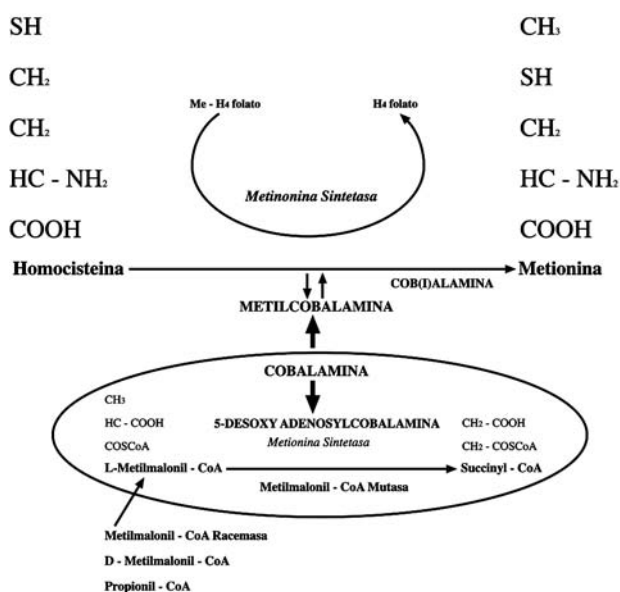 SH
CH₂
CH₂
HC - NH₂
COOH
Homocisteina
Me - H₄ folato
H₄ folato
Metinonina Sintetasa
CH₃
SH
CH₂
HC - NH₂
COOH
Metionina
COB(I)ALAMINA
METILCOBALAMINA
COBALAMINA
5-DESOXY ADENOSYLCOBALAMINA
Metionina Sintetasa
CH₃
HC - COOH
COSCoA
L-Metilmalonil - CoA
CH₂ - COOH
CH₂ - COSCoA
Succinyl - CoA
Metilmalonil - CoA Mutasa
Metilmalonil - CoA Racemasa
D - Metilmalonil - CoA
Propionil - CoA